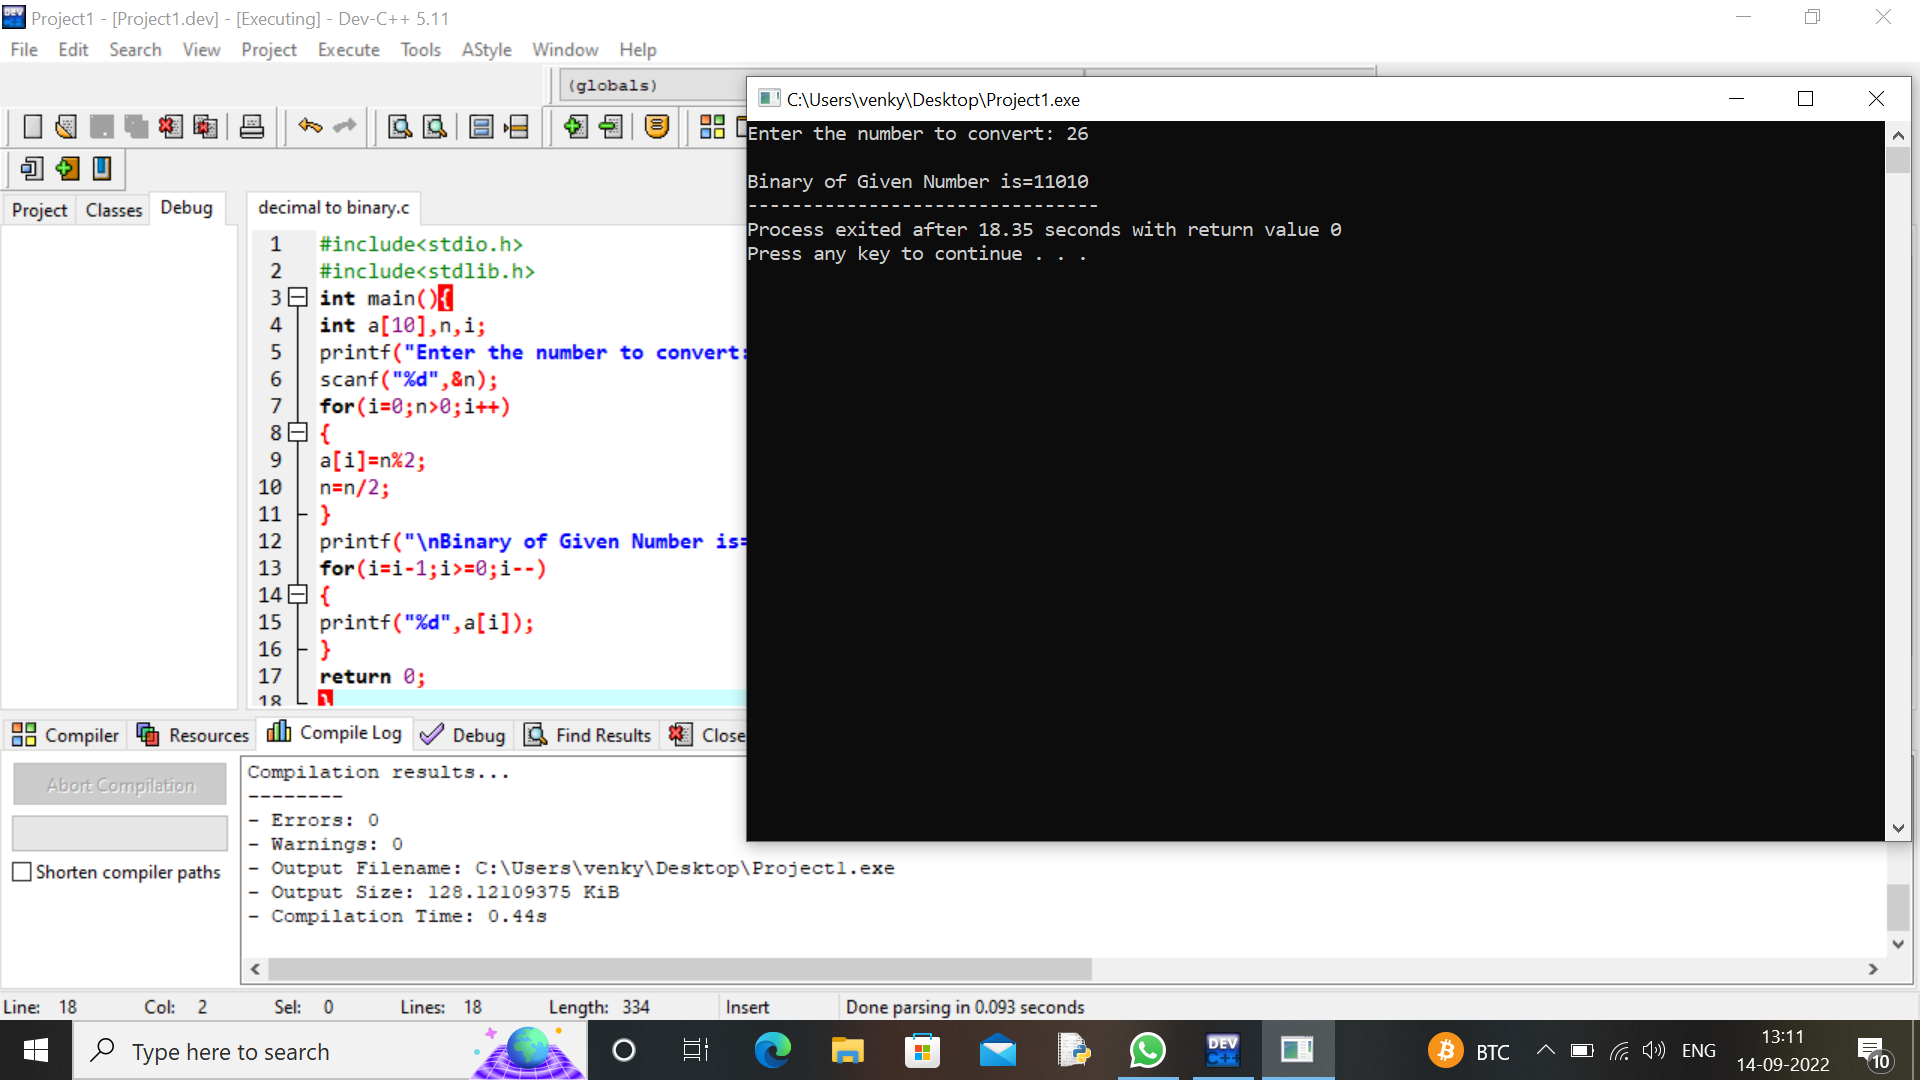 Project1 - [Project1.dev] - [Executing] - Dev-C++ 5.11
File Edit Search View Project Execute Tools AStyle Window Help
(globals)
Project Classes Debug
decimal to binary.c
1 #include<stdio.h>
2 #include<stdlib.h>
3 int main(){
4 int a[10],n,i;
5 printf("Enter the number to convert:
6 scanf("%d",&n);
7 for(i=0;n>0;i++)
8 {
9 a[i]=n%2;
10 n=n/2;
11 }
12 printf("\nBinary of Given Number is=
13 for(i=i-1;i>=0;i--)
14 {
15 printf("%d",a[i]);
16 }
17 return 0;
18 }
C:\Users\venky\Desktop\Project1.exe
Enter the number to convert: 26
Binary of Given Number is=11010
--------------------------------
Process exited after 18.35 seconds with return value 0
Press any key to continue . . .
Compiler Resources Compile Log Debug Find Results Close
Abort Compilation
Shorten compiler paths
Compilation results...
--------
- Errors: 0
- Warnings: 0
- Output Filename: C:\Users\venky\Desktop\Project1.exe
- Output Size: 128.12109375 KiB
- Compilation Time: 0.44s
Line: 18 Col: 2 Sel: 0 Lines: 18 Length: 334 Insert Done parsing in 0.093 seconds
Type here to search
DEV C++
BTC
ENG
13:11
14-09-2022
10